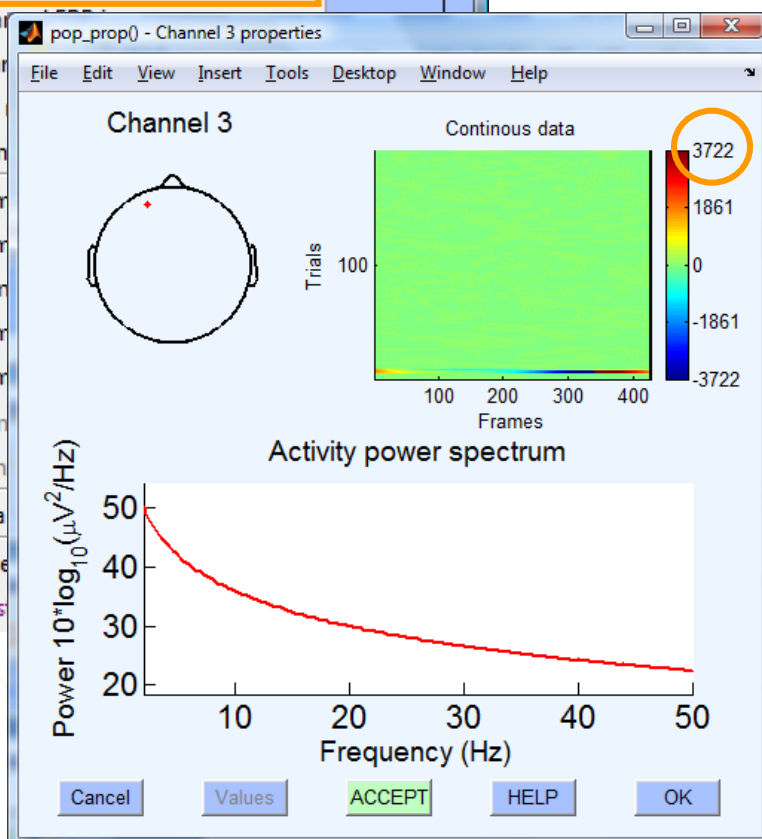 pop_prop() - Channel 3 properties
File Edit View Insert Tools Desktop Window Help
Channel 3
Continous data
Trials
100
100 200 300 400
Frames
3722
1861
0
-1861
-3722
Activity power spectrum
Power 10*log10(μV²/Hz)
50
40
30
20
10 20 30 40 50
Frequency (Hz)
Cancel Values ACCEPT HELP OK